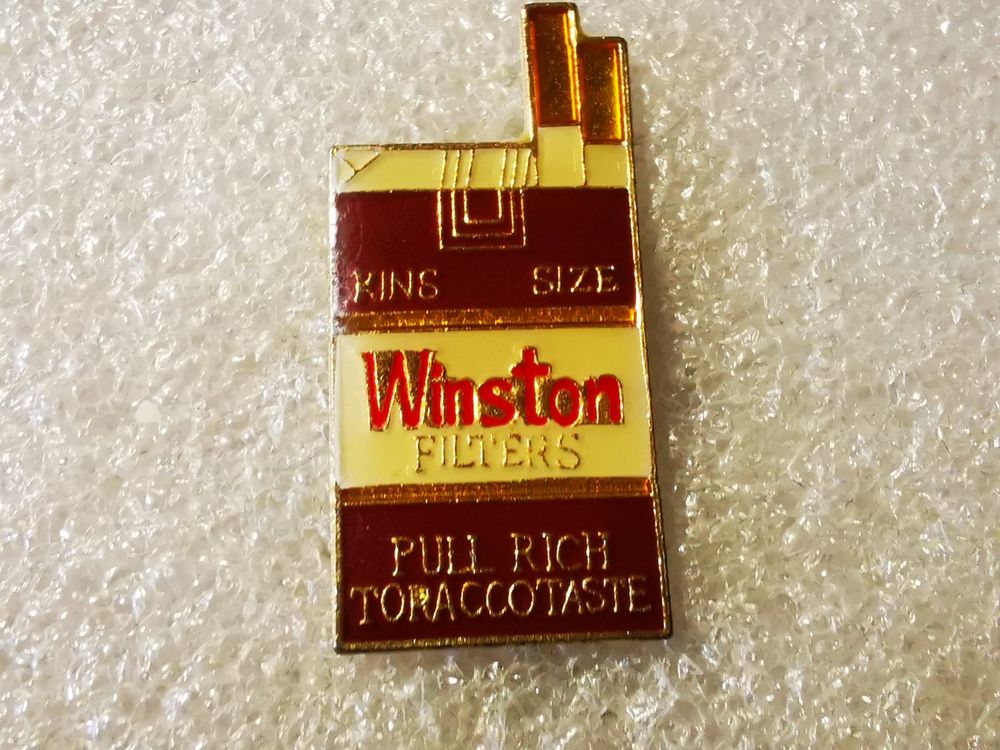 KINS SIZE
Winston
FILTERS
PULL RICH
TORACCOTASTE